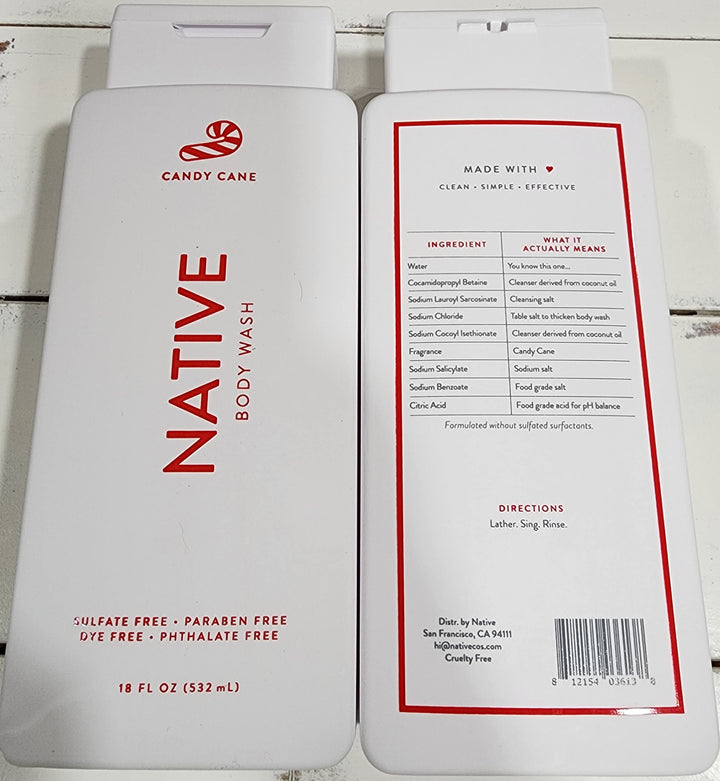 CANDY CANE
NATIVE
BODY WASH
SULFATE FREE • PARABEN FREE
DYE FREE • PHTHALATE FREE
18 FL OZ (532 mL)
MADE WITH ♥
CLEAN • SIMPLE • EFFECTIVE
INGREDIENT WHAT IT ACTUALLY MEANS
Water You know this one...
Cocamidopropyl Betaine Cleanser derived from coconut oil
Sodium Lauroyl Sarcosinate Cleansing salt
Sodium Chloride Table salt to thicken body wash
Sodium Cocoyl Isethionate Cleanser derived from coconut oil
Fragrance Candy Cane
Sodium Salicylate Sodium salt
Sodium Benzoate Food grade salt
Citric Acid Food grade acid for pH balance
Formulated without sulfated surfactants.
DIRECTIONS
Lather. Sing. Rinse.
Distr. by Native
San Francisco, CA 94111
hi@nativecos.com
Cruelty Free
8 12154 03613 8